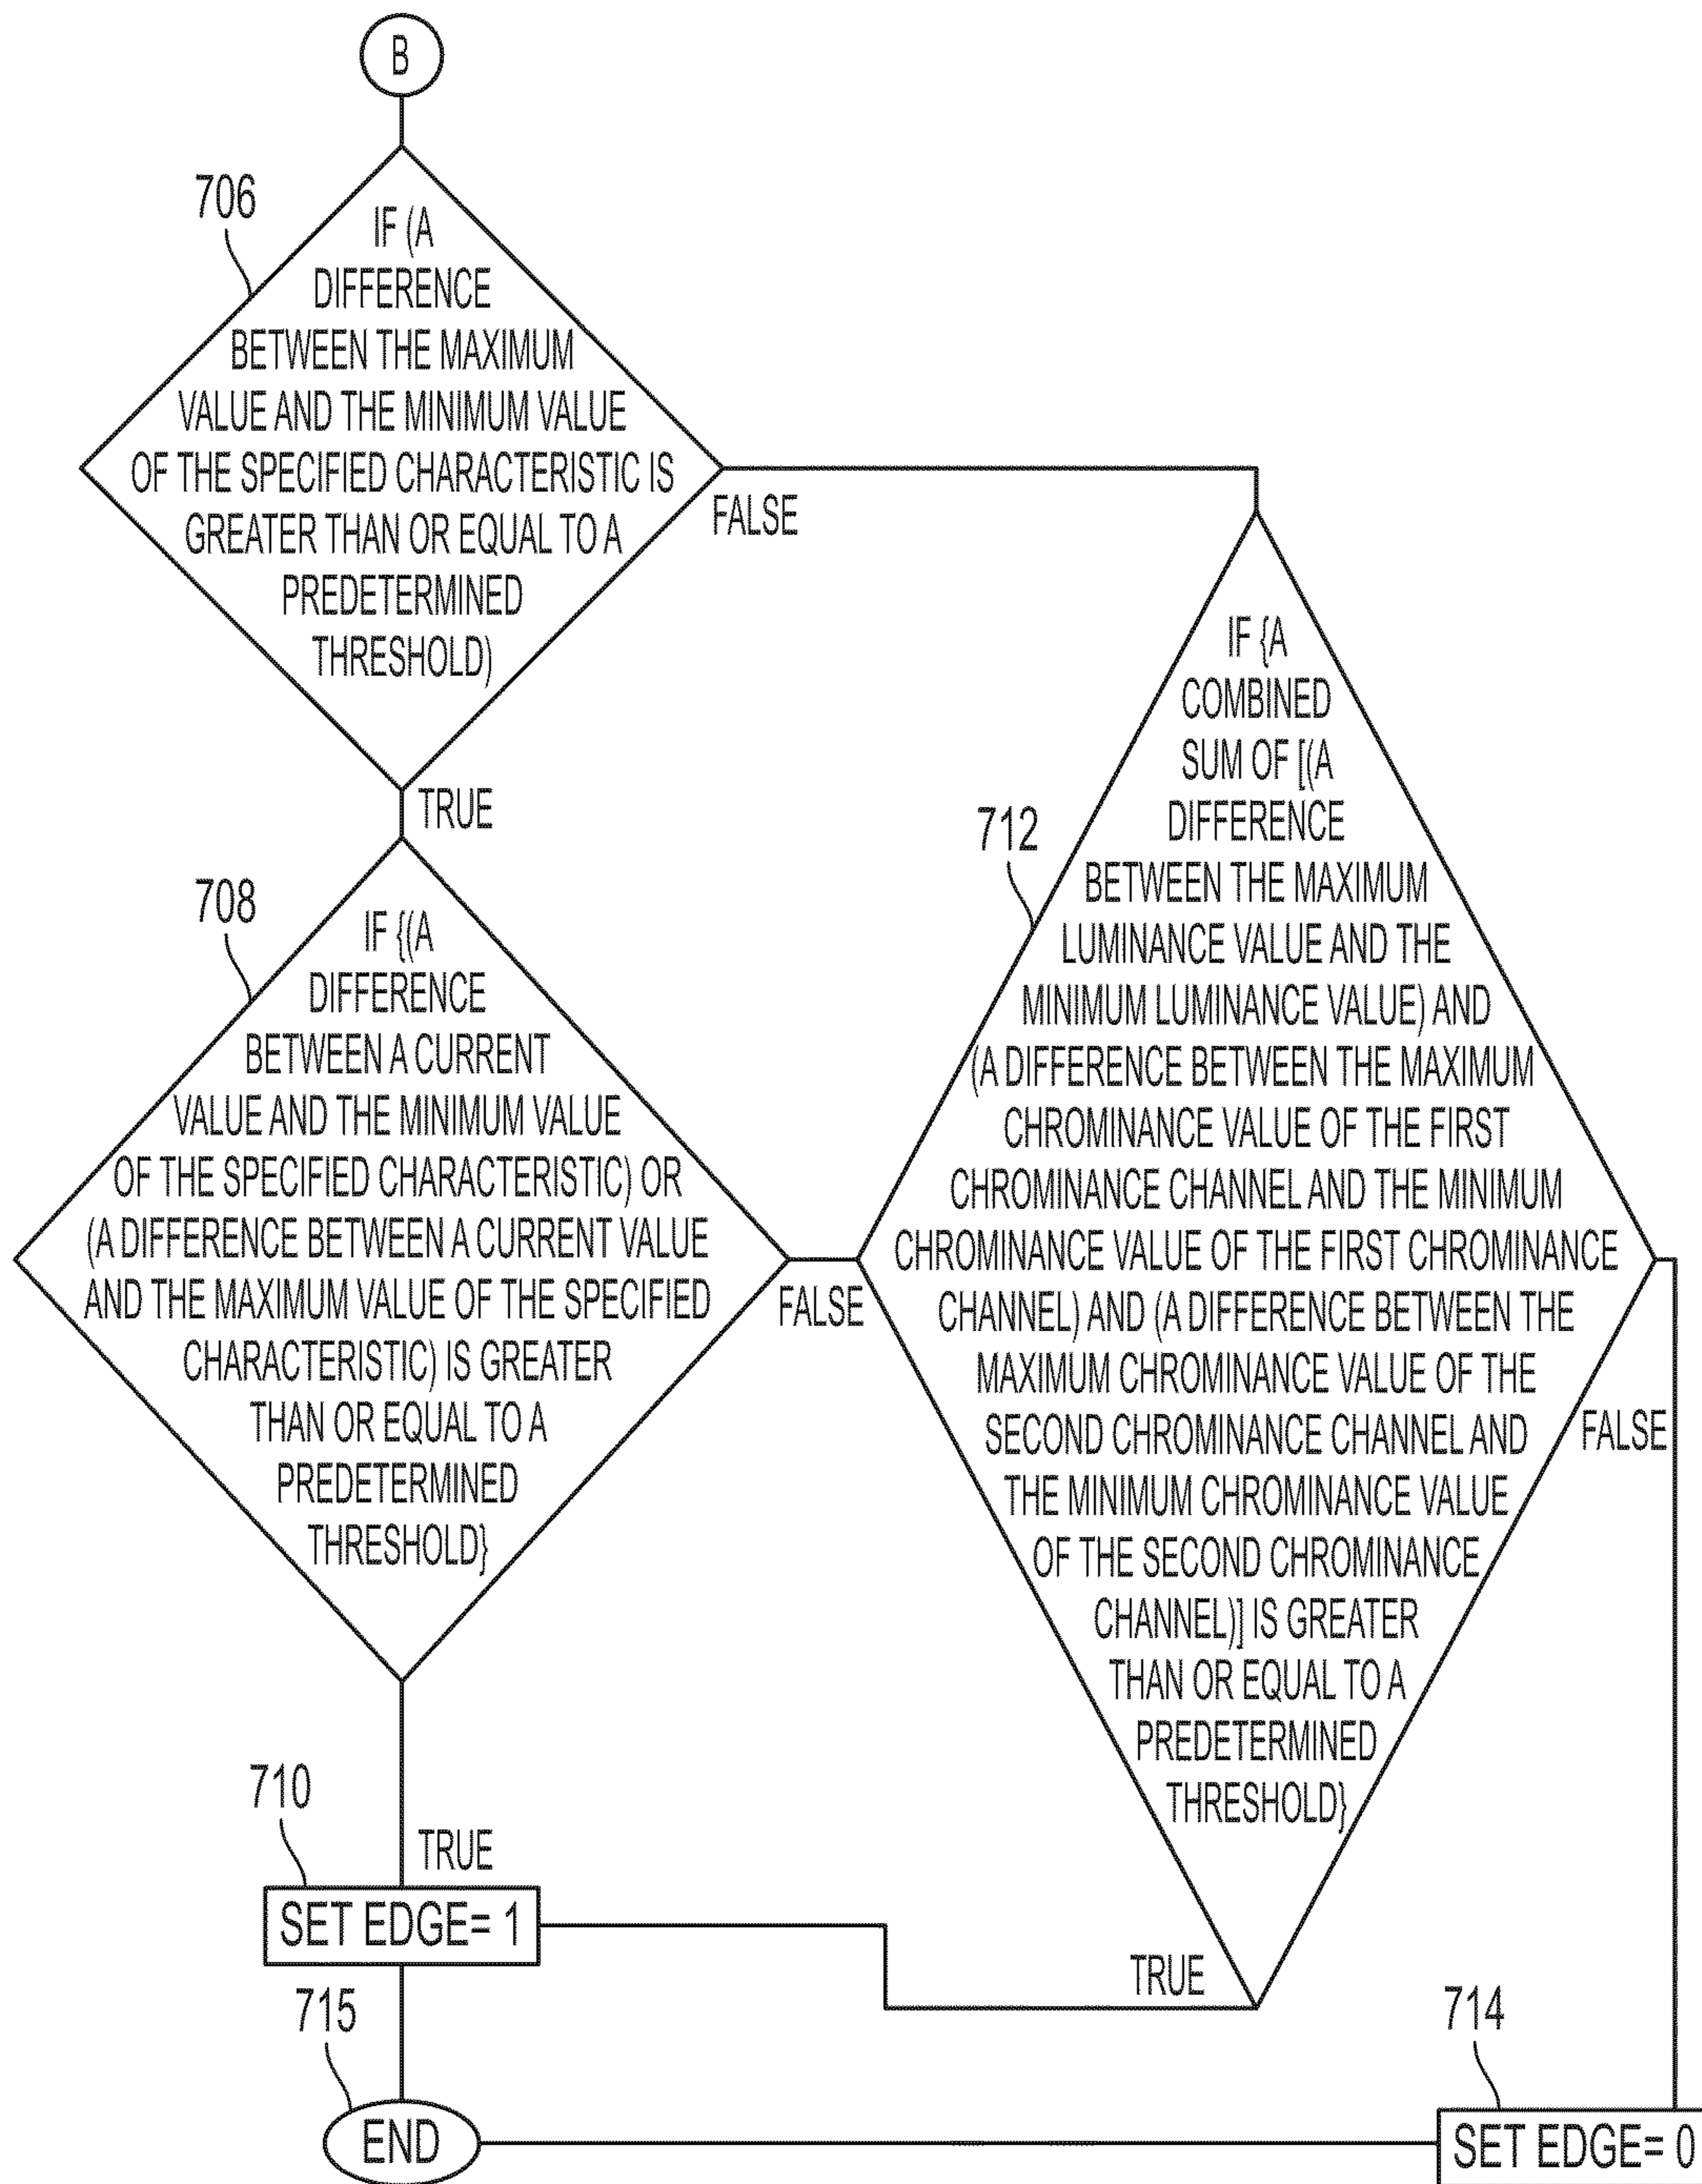 B
706
IF (A
DIFFERENCE
BETWEEN THE MAXIMUM
VALUE AND THE MINIMUM VALUE
OF THE SPECIFIED CHARACTERISTIC IS
GREATER THAN OR EQUAL TO A
PREDETERMINED
THRESHOLD)
FALSE
TRUE
708
IF {(A
DIFFERENCE
BETWEEN A CURRENT
VALUE AND THE MINIMUM VALUE
OF THE SPECIFIED CHARACTERISTIC) OR
(A DIFFERENCE BETWEEN A CURRENT VALUE
AND THE MAXIMUM VALUE OF THE SPECIFIED
CHARACTERISTIC) IS GREATER
THAN OR EQUAL TO A
PREDETERMINED
THRESHOLD}
FALSE
TRUE
712
IF {A
COMBINED
SUM OF [(A
DIFFERENCE
BETWEEN THE MAXIMUM
LUMINANCE VALUE AND THE
MINIMUM LUMINANCE VALUE) AND
(A DIFFERENCE BETWEEN THE MAXIMUM
CHROMINANCE VALUE OF THE FIRST
CHROMINANCE CHANNEL AND THE MINIMUM
CHROMINANCE VALUE OF THE FIRST CHROMINANCE
CHANNEL) AND (A DIFFERENCE BETWEEN THE
MAXIMUM CHROMINANCE VALUE OF THE
SECOND CHROMINANCE CHANNEL AND
THE MINIMUM CHROMINANCE VALUE
OF THE SECOND CHROMINANCE
CHANNEL)] IS GREATER
THAN OR EQUAL TO A
PREDETERMINED
THRESHOLD}
FALSE
TRUE
710
SET EDGE= 1
715
END
714
SET EDGE= 0